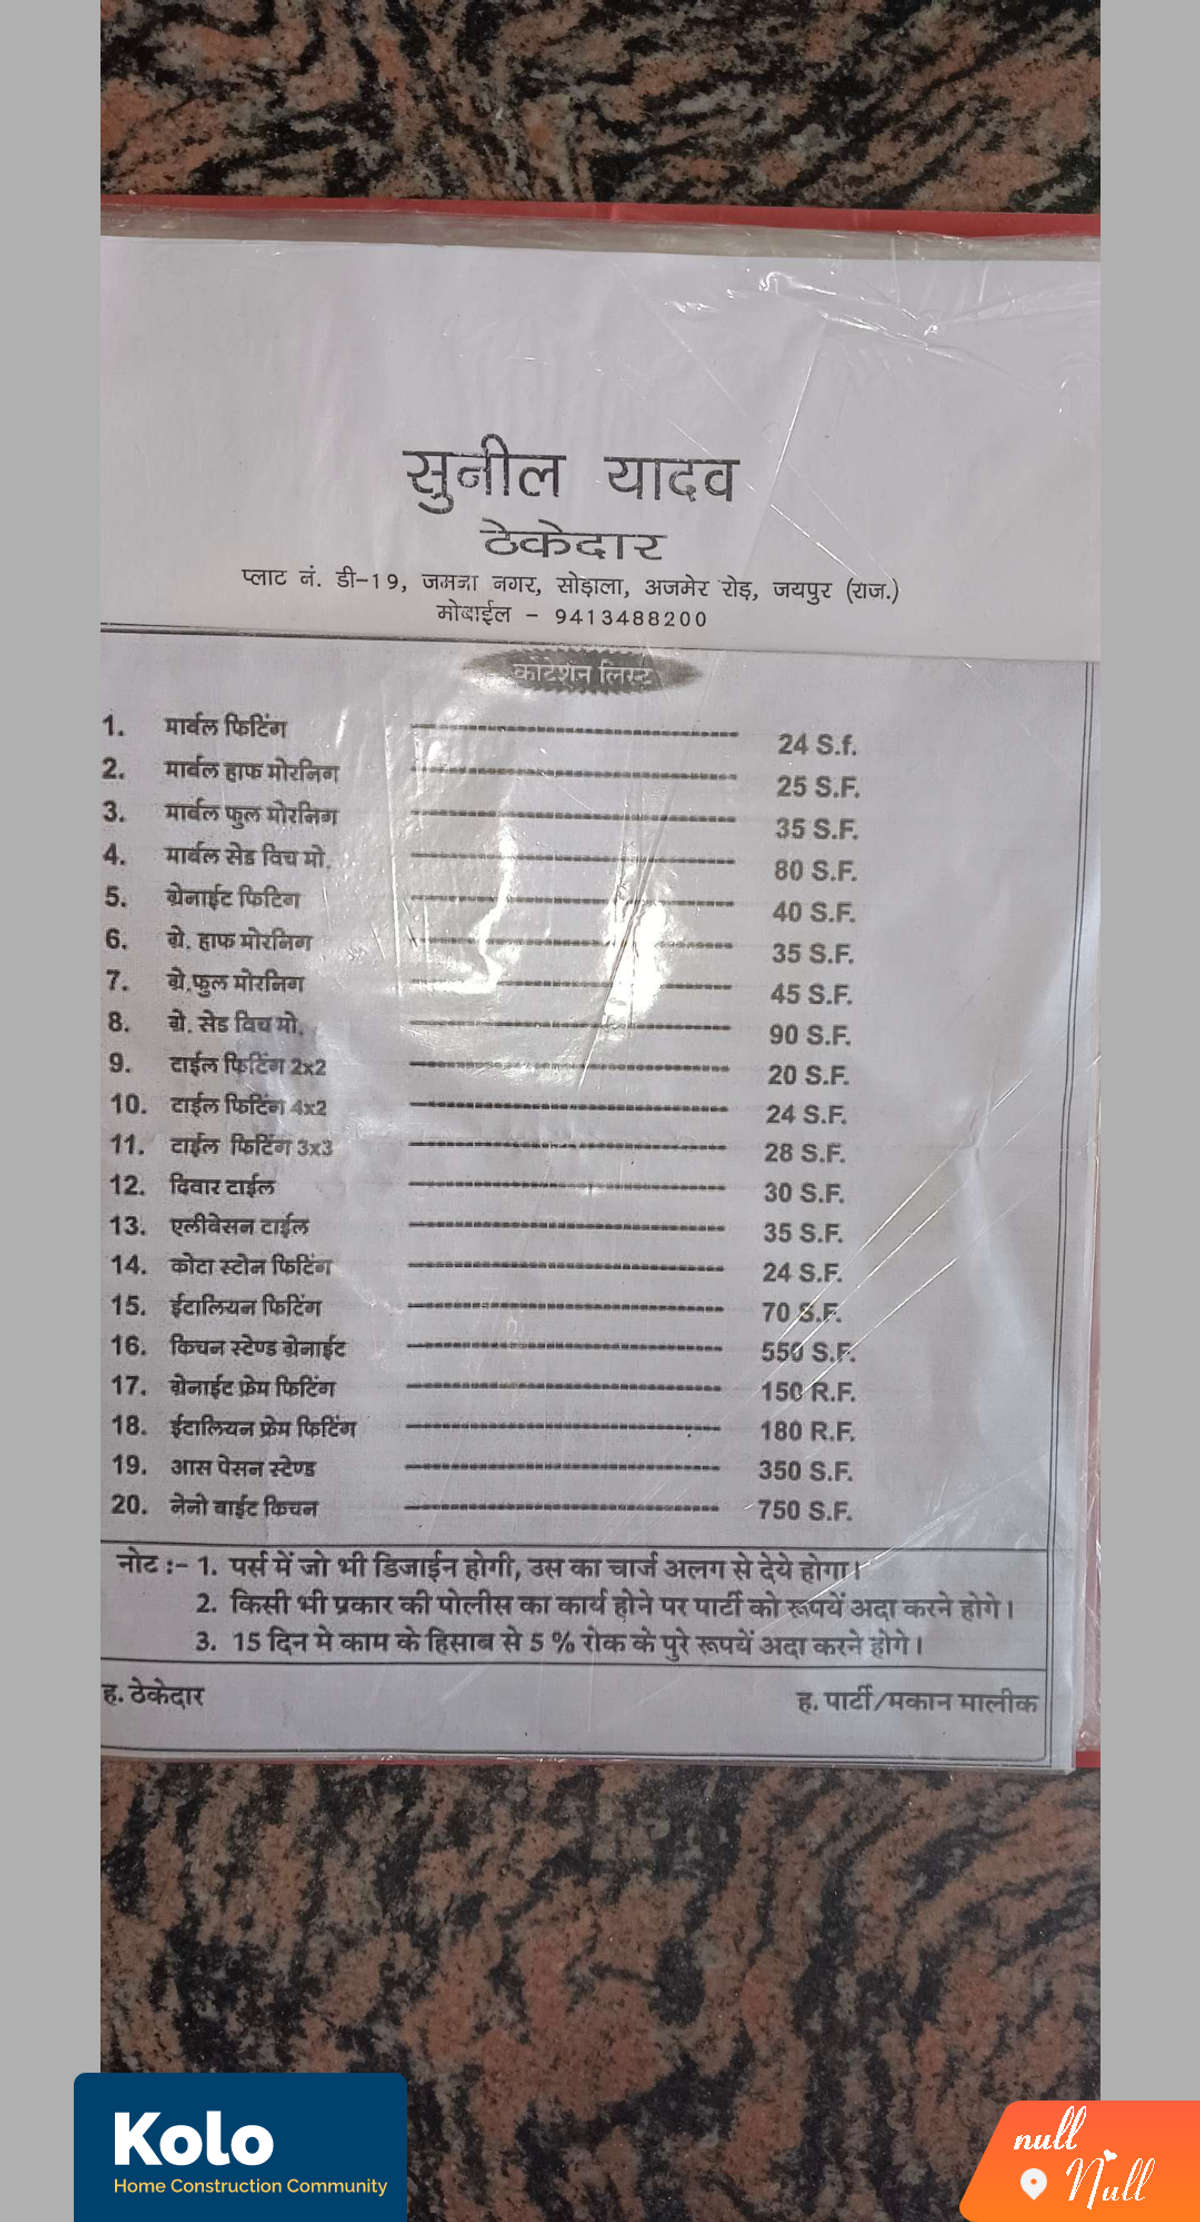 सुनील यादव
ठेकेदार
प्लाट नं. डी-19, जमना नगर, सोड़ाला, अजमेर रोड़, जयपुर (राज.)
मोबाईल - 9413488200
कोटेशन लिस्ट
1. मार्वल फिटिंग 24 S.f.
2. मार्वल हाफ मोरनिग 25 S.F.
3. मार्वल फुल मोरनिग 35 S.F.
4. मार्वल सेड विच मो. 80 S.F.
5. ग्रेनाईट फिटिग 40 S.F.
6. ग्रे. हाफ मोरनिग 35 S.F.
7. ग्रे.फुल मोरनिग 45 S.F.
8. ग्रे. सेड विच मो. 90 S.F.
9. टाईल फिटिंग 2x2 20 S.F.
10. टाईल फिटिंग 4x2 24 S.F.
11. टाईल फिटिंग 3x3 28 S.F.
12. दिवार टाईल 30 S.F.
13. एलीवेसन टाईल 35 S.F.
14. कोटा स्टोन फिटिंग 24 S.F.
15. ईटालियन फिटिंग 70 S.F.
16. किचन स्टेण्ड ग्रेनाईट 550 S.F.
17. ग्रेनाईट फ्रेम फिटिंग 150 R.F.
18. ईटालियन फ्रेम फिटिंग 180 R.F.
19. आस पेसन स्टेण्ड 350 S.F.
20. नेनो वाईट किचन 750 S.F.
नोट :- 1. पर्स में जो भी डिजाईन होगी, उस का चार्ज अलग से देये होगा।
2. किसी भी प्रकार की पोलीस का कार्य होने पर पार्टी को रूपयें अदा करने होगे।
3. 15 दिन मे काम के हिसाब से 5 % रोक के पुरे रूपयें अदा करने होगे।
ह. ठेकेदार ह. पार्टी/मकान मालीक
Kolo
Home Construction Community
null
Null